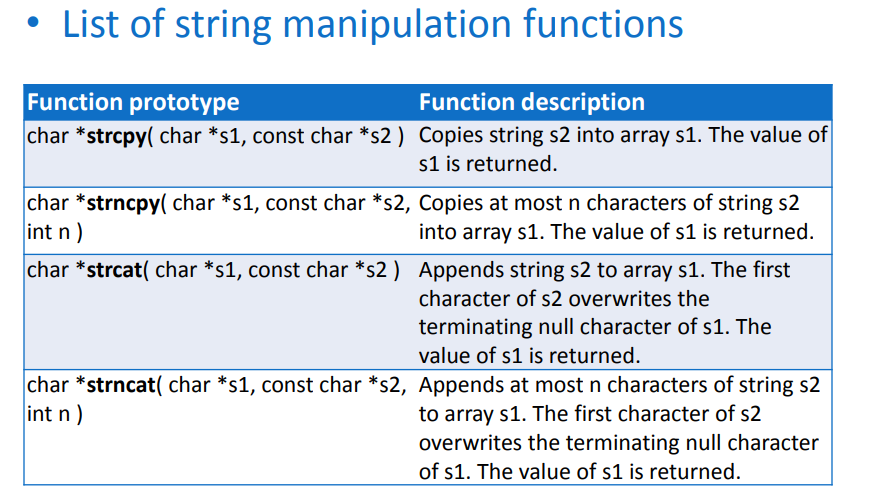 • List of string manipulation functions
Function prototype
Function description
char *strcpy( char *s1, const char *s2 )
Copies string s2 into array s1. The value of
s1 is returned.
char *strncpy( char *s1, const char *s2,
int n )
Copies at most n characters of string s2
into array s1. The value of s1 is returned.
char *strcat( char *s1, const char *s2 )
Appends string s2 to array s1. The first
character of s2 overwrites the
terminating null character of s1. The
value of s1 is returned.
char *strncat( char *s1, const char *s2,
int n )
Appends at most n characters of string s2
to array s1. The first character of s2
overwrites the terminating null character
of s1. The value of s1 is returned.